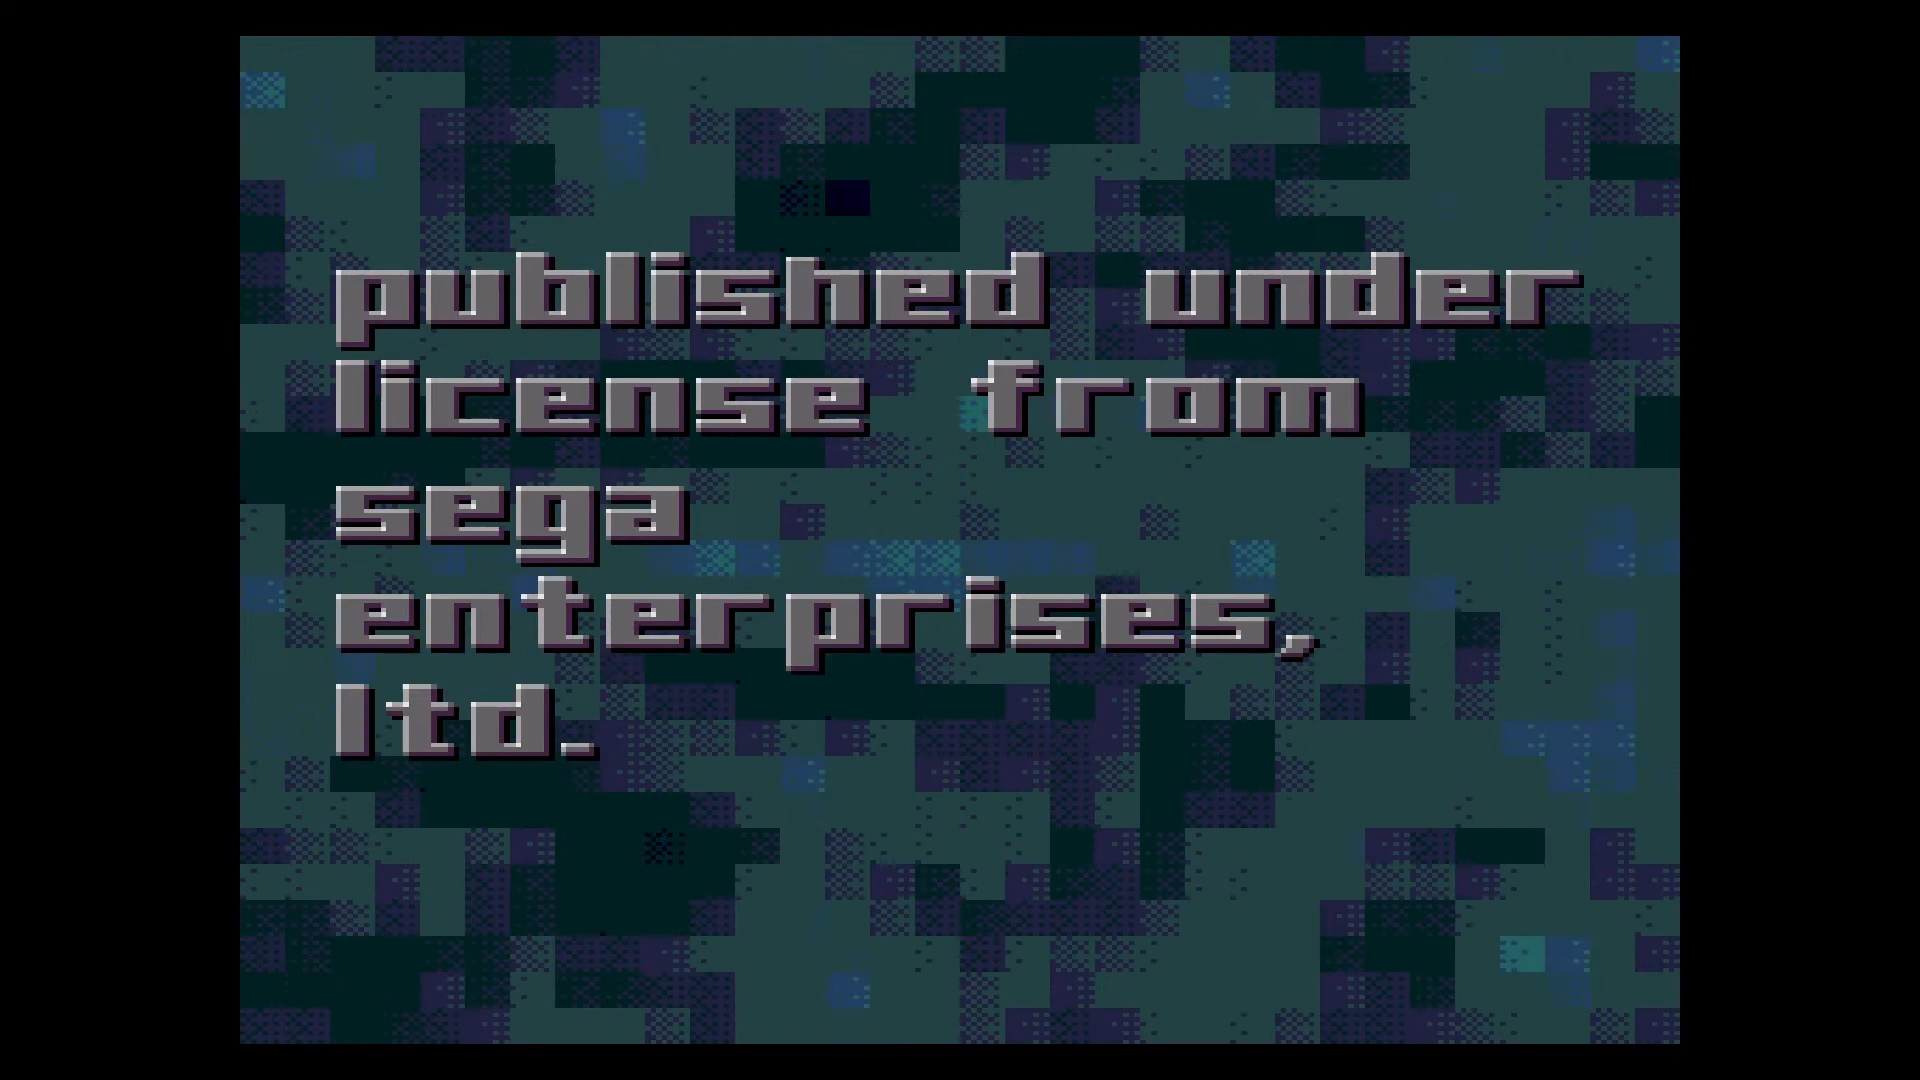 published under
license from
sega
enterprises,
ltd.